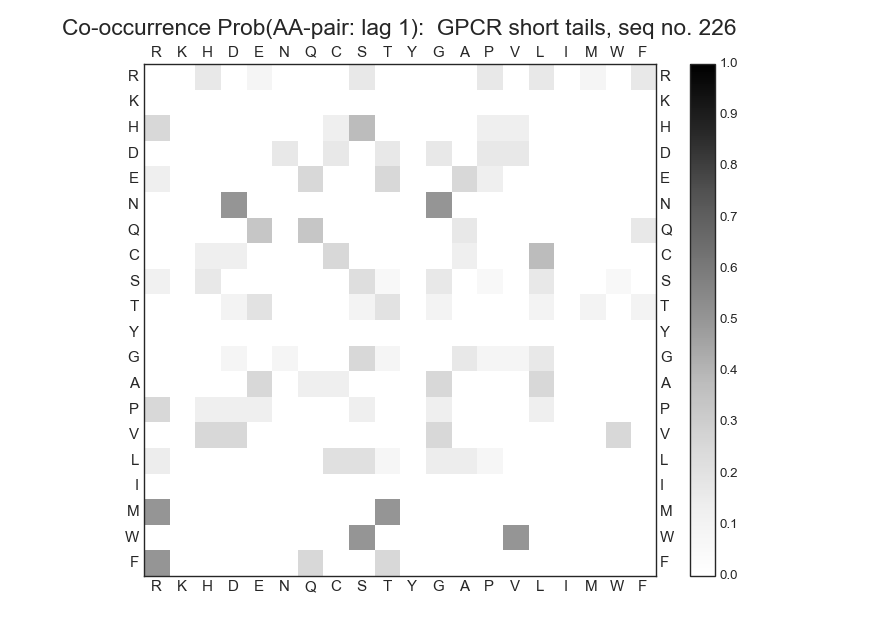 Co-occurrence Prob(AA-pair: lag 1):  GPCR short tails, seq no. 226
R K H D E N Q C S T Y G A P V L I M W F
R R 1.0
K K
H H 0.9
D D 0.8
E E
N N 0.7
Q Q
C C 0.6
S S
T T 0.5
Y Y
G G 0.4
A A
P P 0.3
V V
L L 0.2
I I
M M 0.1
W W
F F 0.0
R K H D E N Q C S T Y G A P V L I M W F